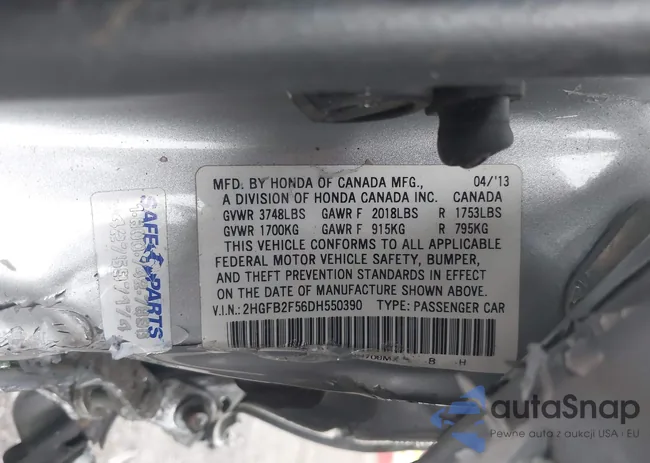 MFD. BY HONDA OF CANADA MFG., 04/'13
A DIVISION OF HONDA CANADA INC. CANADA
GVWR 3748LBS GAWR F 2018LBS R 1753LBS
GVWR 1700KG GAWR F 915KG R 795KG
THIS VEHICLE CONFORMS TO ALL APPLICABLE
FEDERAL MOTOR VEHICLE SAFETY, BUMPER,
AND THEFT PREVENTION STANDARDS IN EFFECT
ON THE DATE OF MANUFACTURE SHOWN ABOVE.
V.I.N.: 2HGFB2F56DH550390 TYPE: PASSENGER CAR
B H
SAFE PARTS
autaSnap
Pewne auta z aukcji USA i EU